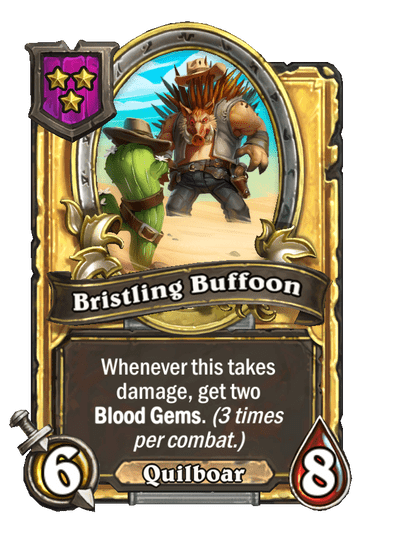 Bristling Buffoon
Whenever this takes
damage, get two
Blood Gems. (3 times
per combat.)
6
Quilboar
8